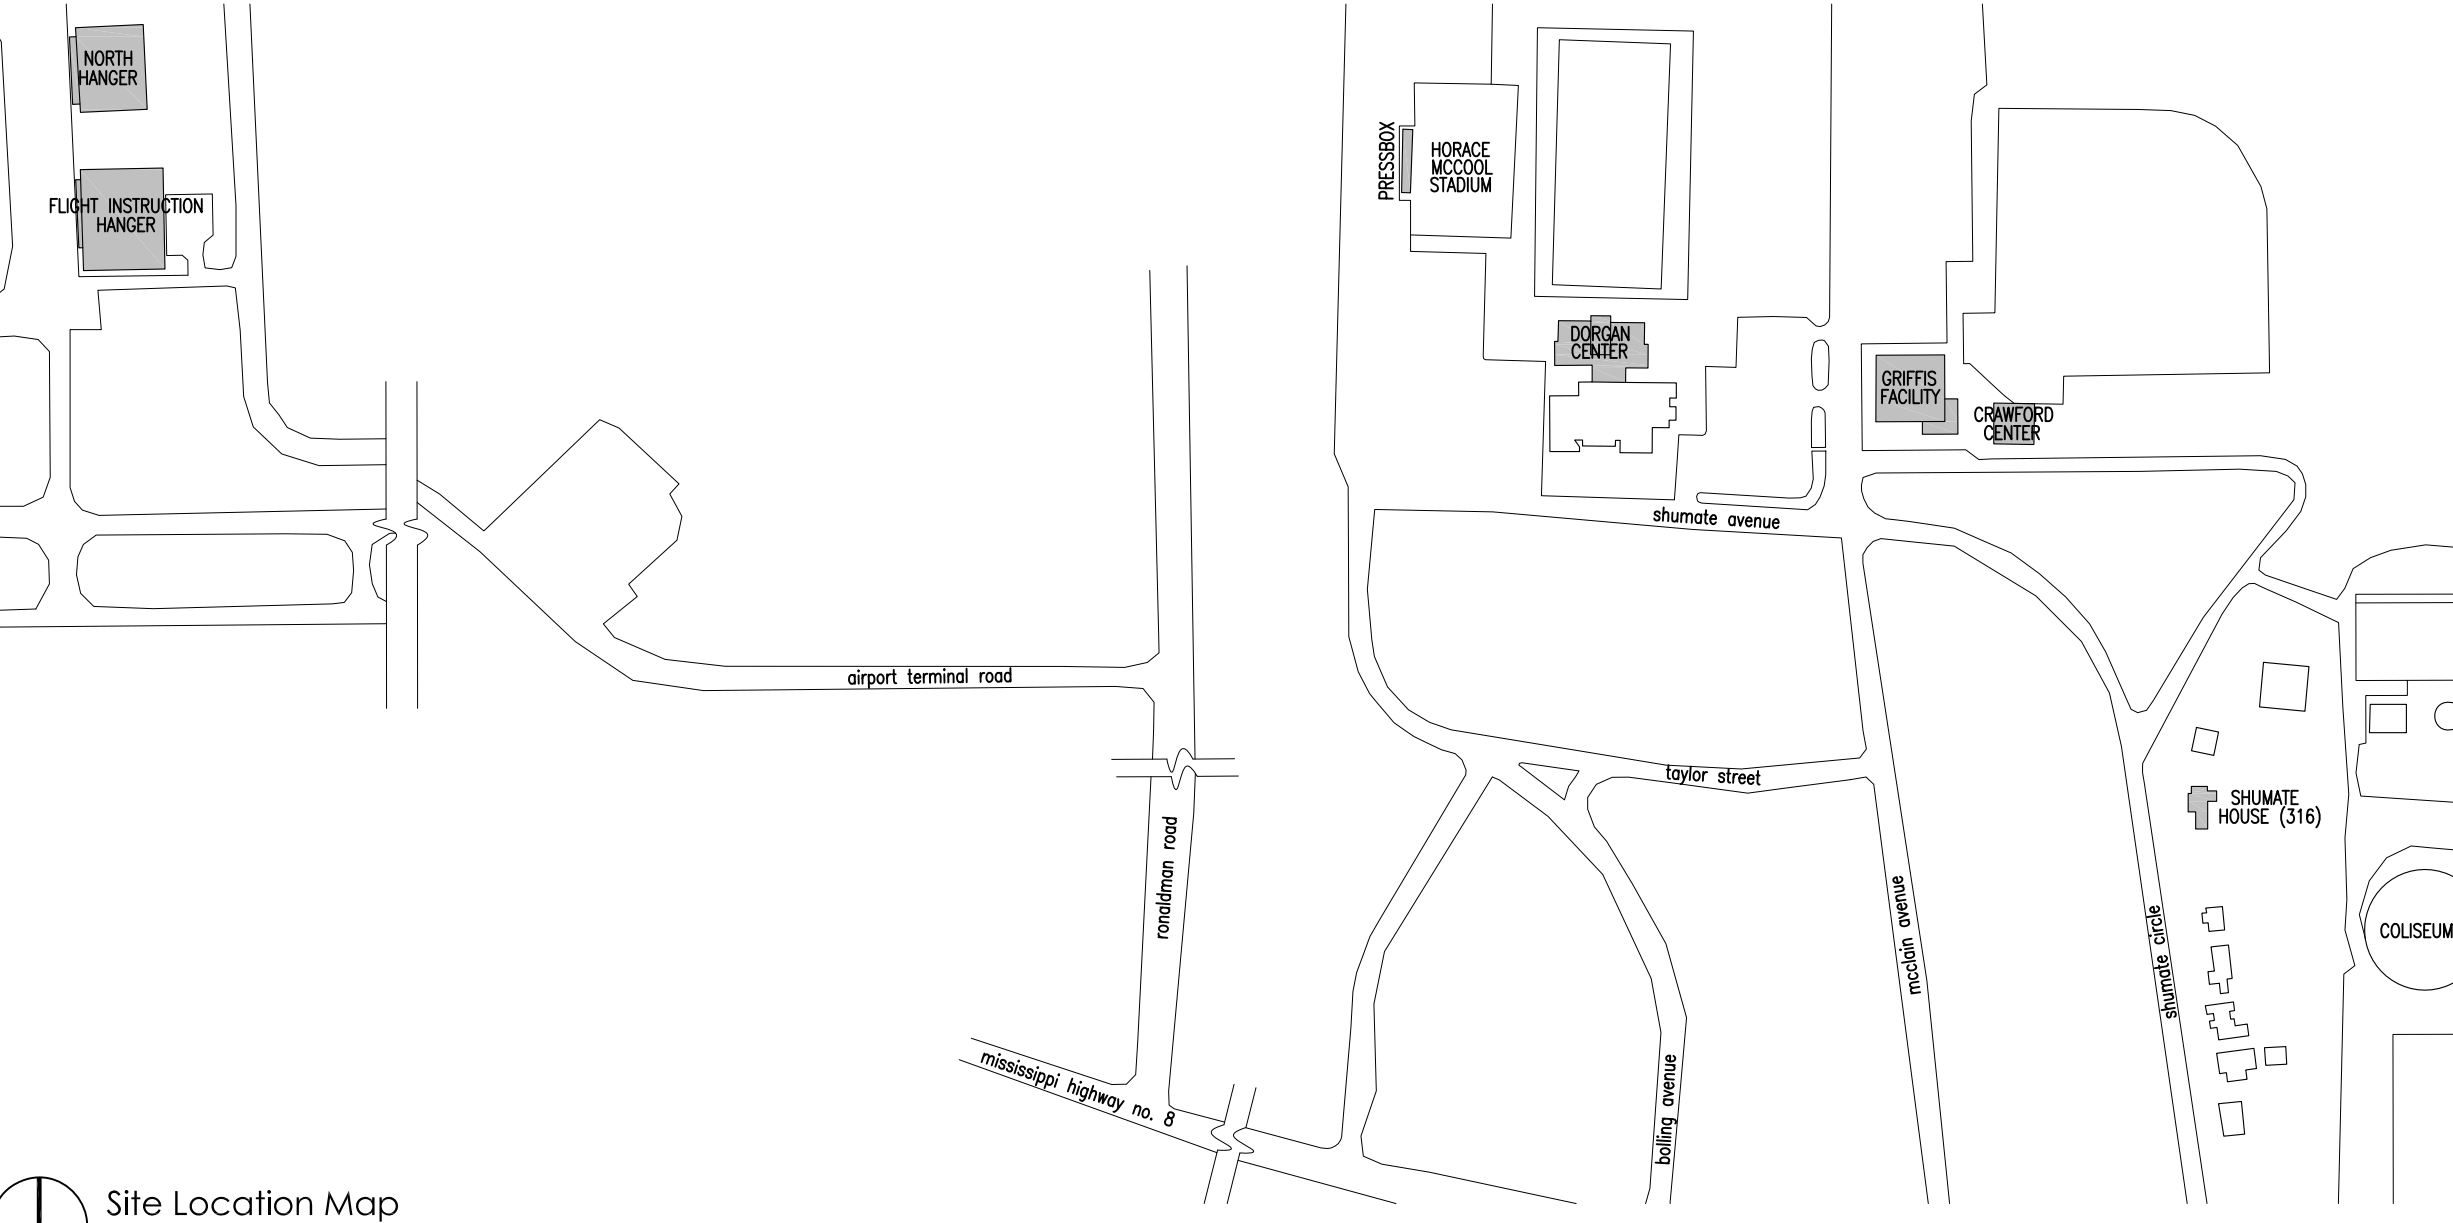 NORTH
HANGER
FLIGHT INSTRUCTION
HANGER
PRESSBOX
HORACE
MCCOOL
STADIUM
DORGAN
CENTER
GRIFFIS
FACILITY
CRAWFORD
CENTER
shumate avenue
airport terminal road
taylor street
SHUMATE
HOUSE (316)
ronaldman road
mcclain avenue
shumate circle
COLISEUM
mississippi highway no. 8
bolling avenue
Site Location Map